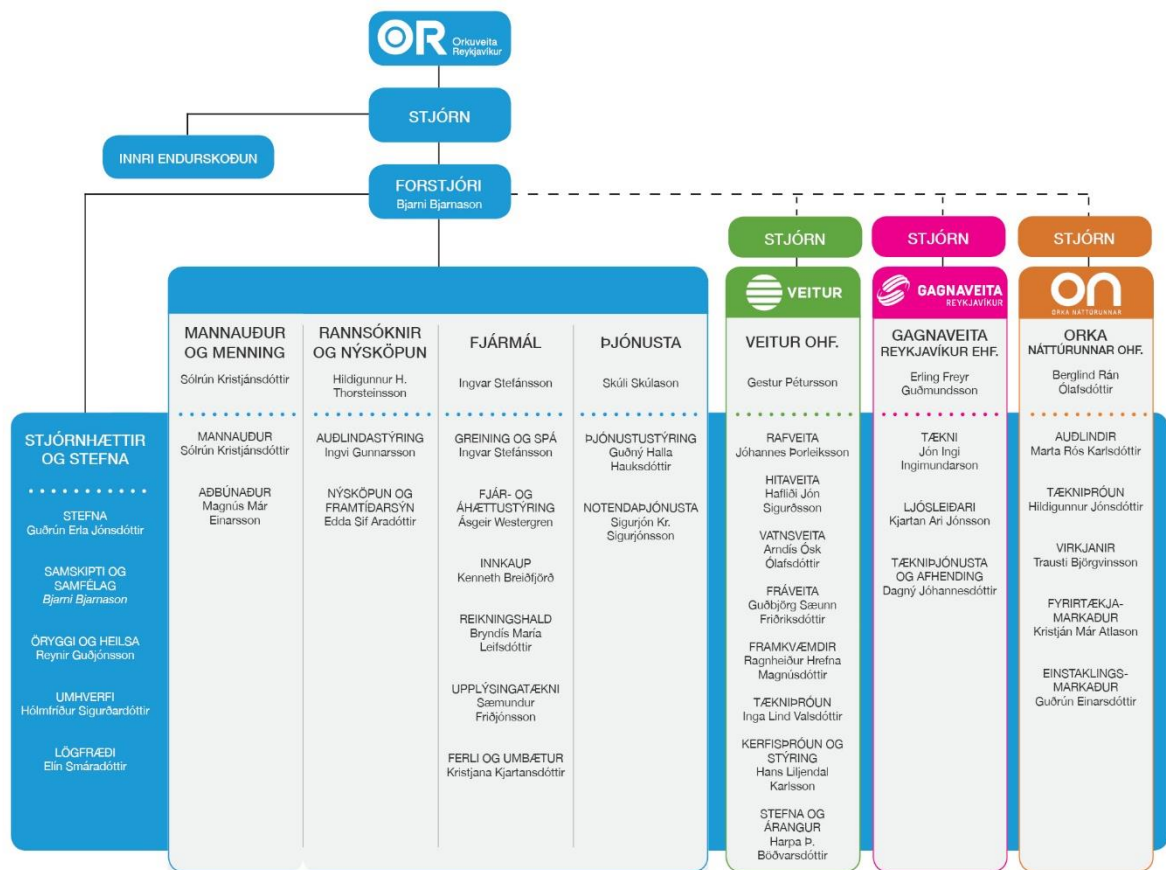 OR Orkuveita
Reykjavíkur
STJÓRN
INNRI ENDURSKOÐUN
FORSTJÓRI
Bjarni Bjarnason
STJÓRNHÆTTIR
OG STEFNA
STEFNA
Guðrún Erla Jónsdóttir
SAMSKIPTI OG
SAMFÉLAG
Bjarni Bjarnason
ÖRYGGI OG HEILSA
Reynir Guðjónsson
UMHVERFI
Hólmfríður Sigurðardóttir
LÖGFRÆÐI
Elín Smáradóttir
MANNAUÐUR
OG MENNING
Sólrún Kristjánsdóttir
MANNAUÐUR
Sólrún Kristjánsdóttir
AÐBÚNAÐUR
Magnús Már
Einarsson
RANNSÓKNIR
OG NÝSKÖPUN
Hildigunnur H.
Thorsteinsson
AUÐLINDASTÝRING
Ingvi Gunnarsson
NÝSKÖPUN OG
FRAMTÍÐARSÝN
Edda Sif Aradóttir
FJÁRMÁL
Ingvar Stefánsson
GREINING OG SPÁ
Ingvar Stefánsson
FJÁR- OG
ÁHÆTTUSTÝRING
Ásgeir Westergren
INNKAUP
Kenneth Breiðfjörð
REIKNINGSHALD
Bryndís María
Leifsdóttir
UPPLÝSINGATÆKNI
Sæmundur
Friðjónsson
FERLI OG UMBÆTUR
Kristjana Kjartansdóttir
ÞJÓNUSTA
Skúli Skúlason
ÞJÓNUSTUSTÝRING
Guðný Halla
Hauksdóttir
NOTENDAÞJÓNUSTA
Sigurjón Kr.
Sigurjónsson
STJÓRN
VEITUR
VEITUR OHF.
Gestur Pétursson
RAFVEITA
Jóhannes Þorleiksson
HITAVEITA
Hafliði Jón
Sigurðsson
VATNSVEITA
Arndís Ósk
Ólafsdóttir
FRÁVEITA
Guðbjörg Sæunn
Friðriksdóttir
FRAMKVÆMDIR
Ragnheiður Hrefna
Magnúsdóttir
TÆKNIÞRÓUN
Inga Lind Valsdóttir
KERFISÞRÓUN OG
STÝRING
Hans Liljendal
Karlsson
STEFNA OG
ÁRANGUR
Harpa Þ.
Böðvarsdóttir
STJÓRN
GAGNAVEITA
REYKJAVÍKUR
GAGNAVEITA
REYKJAVÍKUR EHF.
Erling Freyr
Guðmundsson
TÆKNI
Jón Ingi
Ingimundarson
LJÓSLEIÐARI
Kjartan Ari Jónsson
TÆKNIÞJÓNUSTA
OG AFHENDING
Dagný Jóhannesdóttir
STJÓRN
on
ORKA NÁTTÚRUNNAR
ORKA
NÁTTÚRUNNAR OHF.
Berglind Rán
Ólafsdóttir
AUÐLINDIR
Marta Rós Karlsdóttir
TÆKNIÞRÓUN
Hildigunnur Jónsdóttir
VIRKJANIR
Trausti Björgvinsson
FYRIRTÆKJA-
MARKAÐUR
Kristján Már Atlason
EINSTAKLINGS-
MARKAÐUR
Guðrún Einarsdóttir